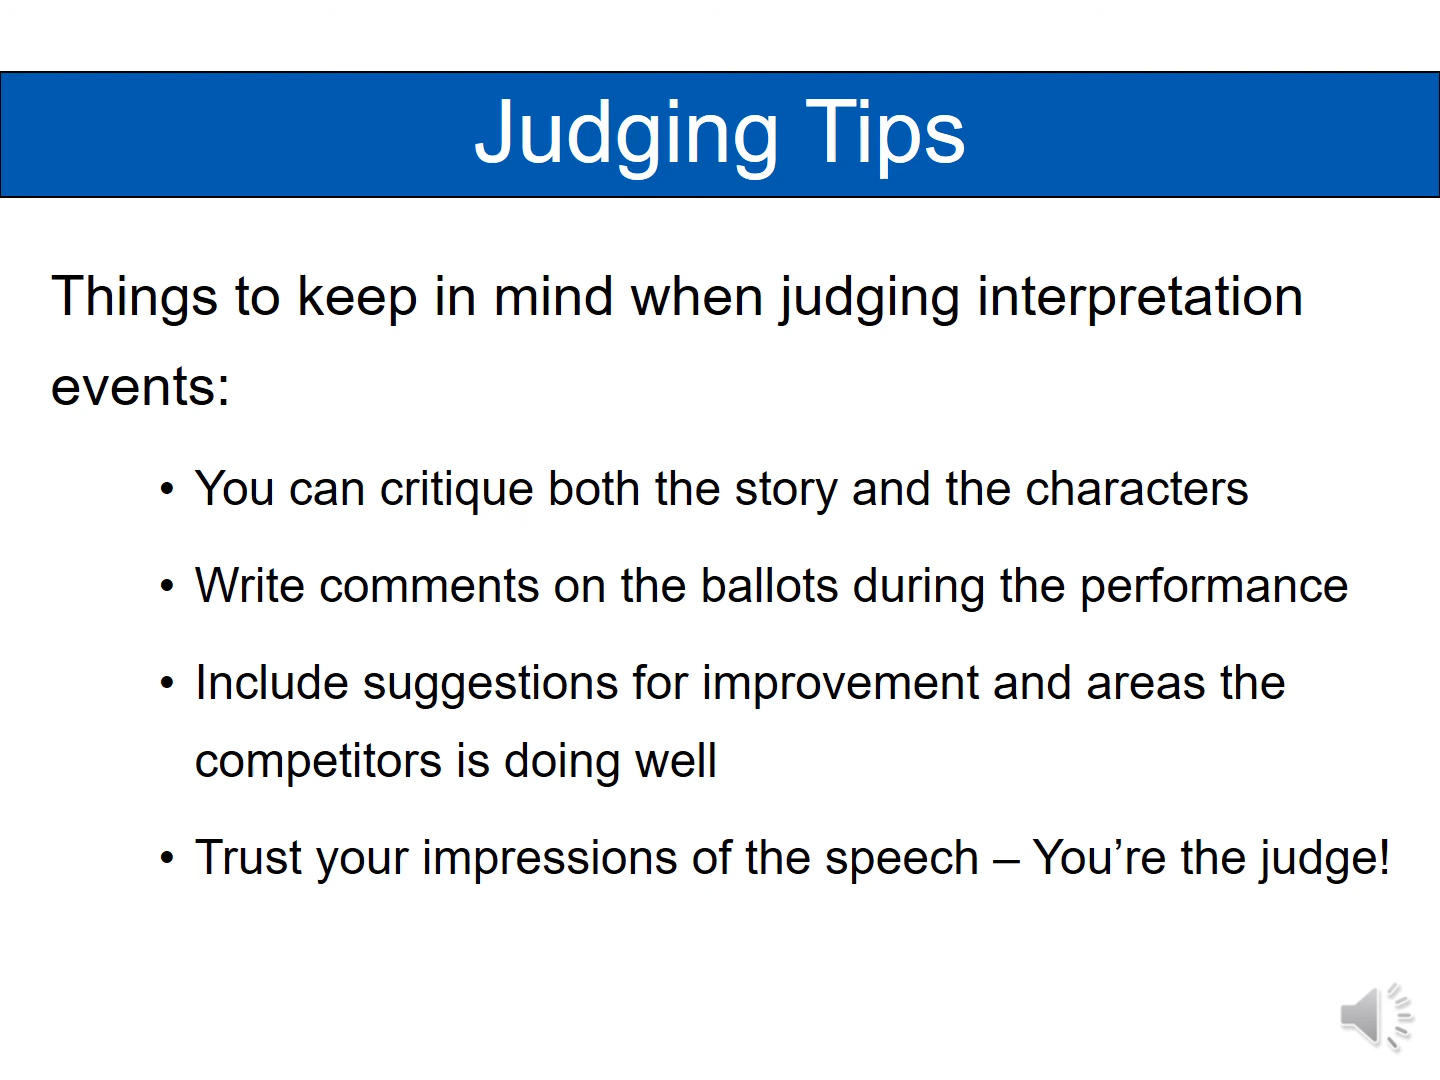 Judging Tips
Things to keep in mind when judging interpretation
events:
• You can critique both the story and the characters
• Write comments on the ballots during the performance
• Include suggestions for improvement and areas the
competitors is doing well
• Trust your impressions of the speech – You’re the judge!